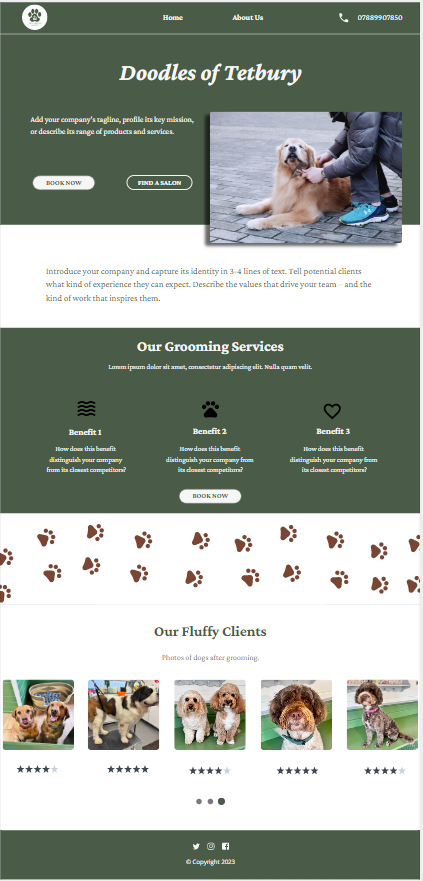 Home
About Us
07889907850
Doodles of Tetbury
Add your company's tagline, profile its key mission,
or describe its range of products and services.
BOOK NOW
FIND A SALON
Introduce your company and capture its identity in 3-4 lines of text. Tell potential clients
what kind of experience they can expect. Describe the values that drive your team – and the
kind of work that inspires them.
Our Grooming Services
Lorem ipsum dolor sit amet, consectetur adipiscing elit. Nulla quam velit.
Benefit 1
Benefit 2
Benefit 3
How does this benefit
distinguish your company
from its closest competitors?
How does this benefit
distinguish your company from
its closest competitors?
How does this benefit
distinguish your company from
its closest competitors?
BOOK NOW
Our Fluffy Clients
Photos of dogs after grooming.
© Copyright 2023